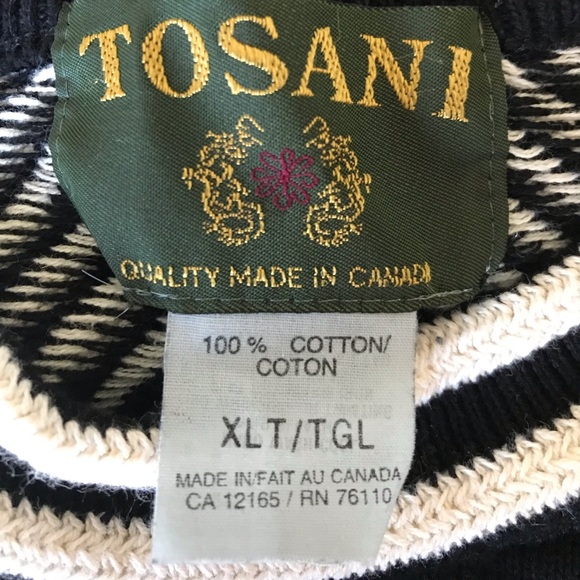 TOSANI
QUALITY MADE IN CANADA
100 % COTTON/
COTON
XLT/TGL
MADE IN/FAIT AU CANADA
CA 12165 / RN 76110